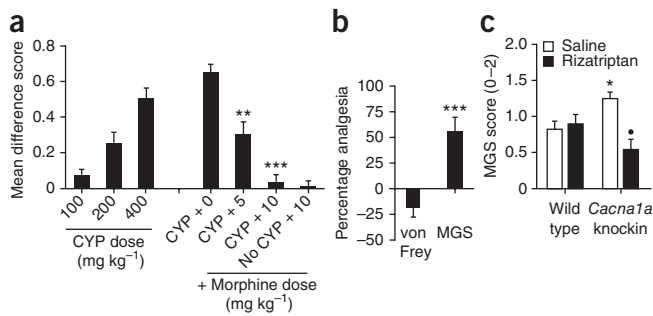 a
Mean difference score
0.8
0.6
0.4
0.2
0
100
200
400
CYP dose
(mg kg⁻¹)
CYP + 0
CYP + 5
CYP + 10
No CYP + 10
+ Morphine dose
(mg kg⁻¹)
**
***
b
Percentage analgesia
100
75
50
25
0
−25
−50
von
Frey
MGS
***
c
MGS score (0–2)
2.0
1.5
1.0
0.5
0
Saline
Rizatriptan
*
•
Wild
type
Cacna1a
knockin